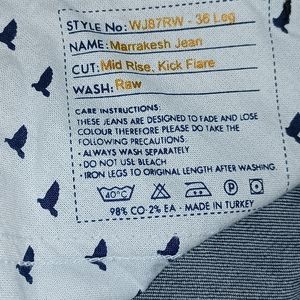 STYLE No: WJ87RW - 36 Leg
NAME: Marrakesh Jean
CUT: Mid Rise, Kick Flare
WASH: Raw
CARE INSTRUCTIONS:
THESE JEANS ARE DESIGNED TO FADE AND LOSE
COLOUR THEREFORE PLEASE DO TAKE THE
FOLLOWING PRECAUTIONS:
• ALWAYS WASH SEPARATELY
• DO NOT USE BLEACH
• IRON LEGS TO ORIGINAL LENGTH AFTER WASHING.
40°C P
98% CO 2% EA - MADE IN TURKEY